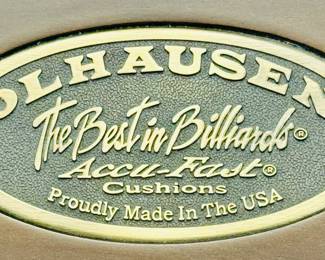 OLHAUSEN
The Best in Billiards®
Accu-Fast®
Cushions
Proudly Made In The USA